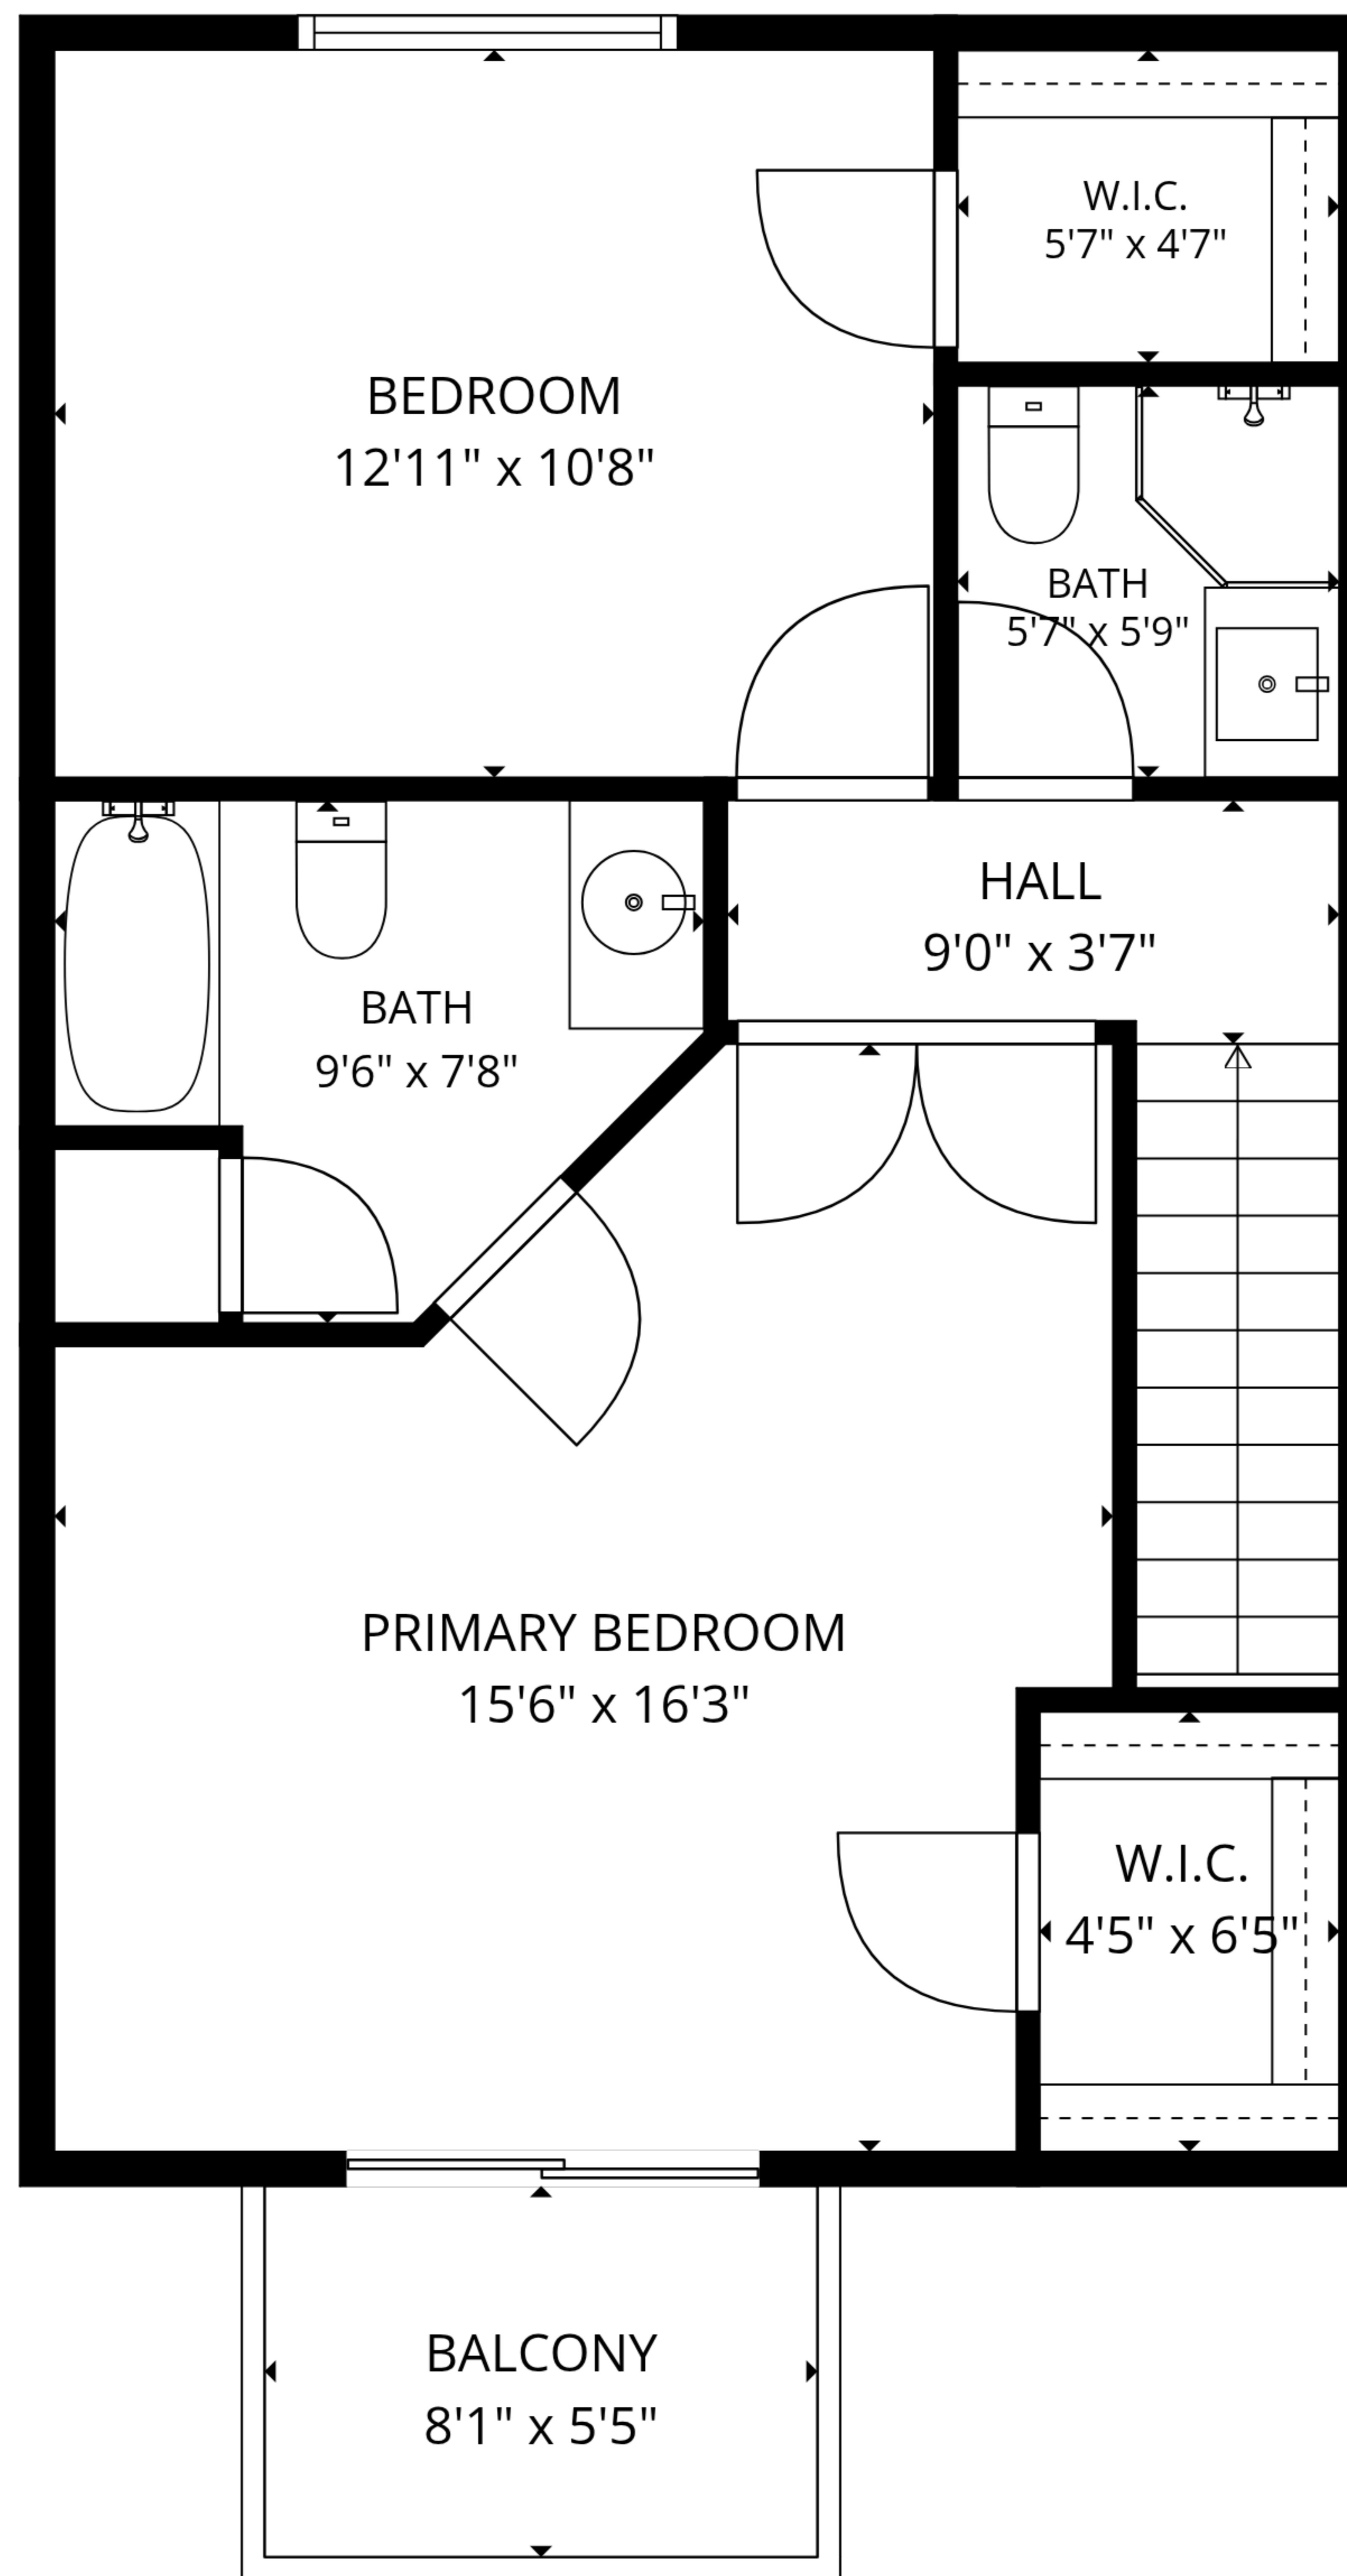 W.I.C.
5'7" x 4'7"
BEDROOM
12'11" x 10'8"
BATH
5'7" x 5'9"
HALL
9'0" x 3'7"
BATH
9'6" x 7'8"
PRIMARY BEDROOM
15'6" x 16'3"
W.I.C.
4'5" x 6'5"
BALCONY
8'1" x 5'5"